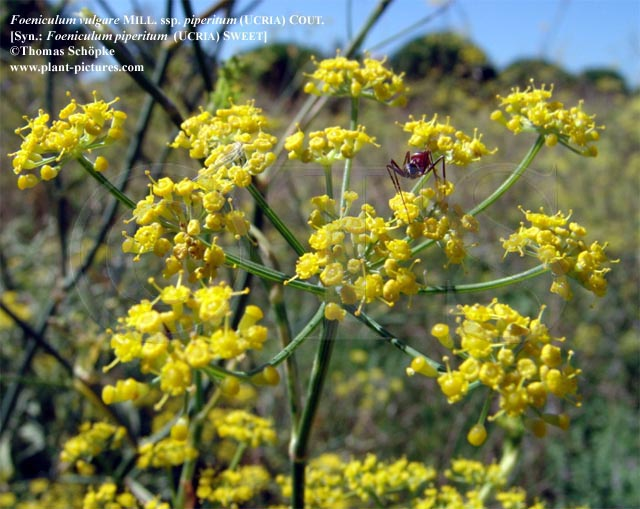 Foeniculum vulgare MILL. ssp. piperitum (UCRIA) COUT.
[Syn.: Foeniculum piperitum (UCRIA) SWEET]
©Thomas Schöpke
www.plant-pictures.com